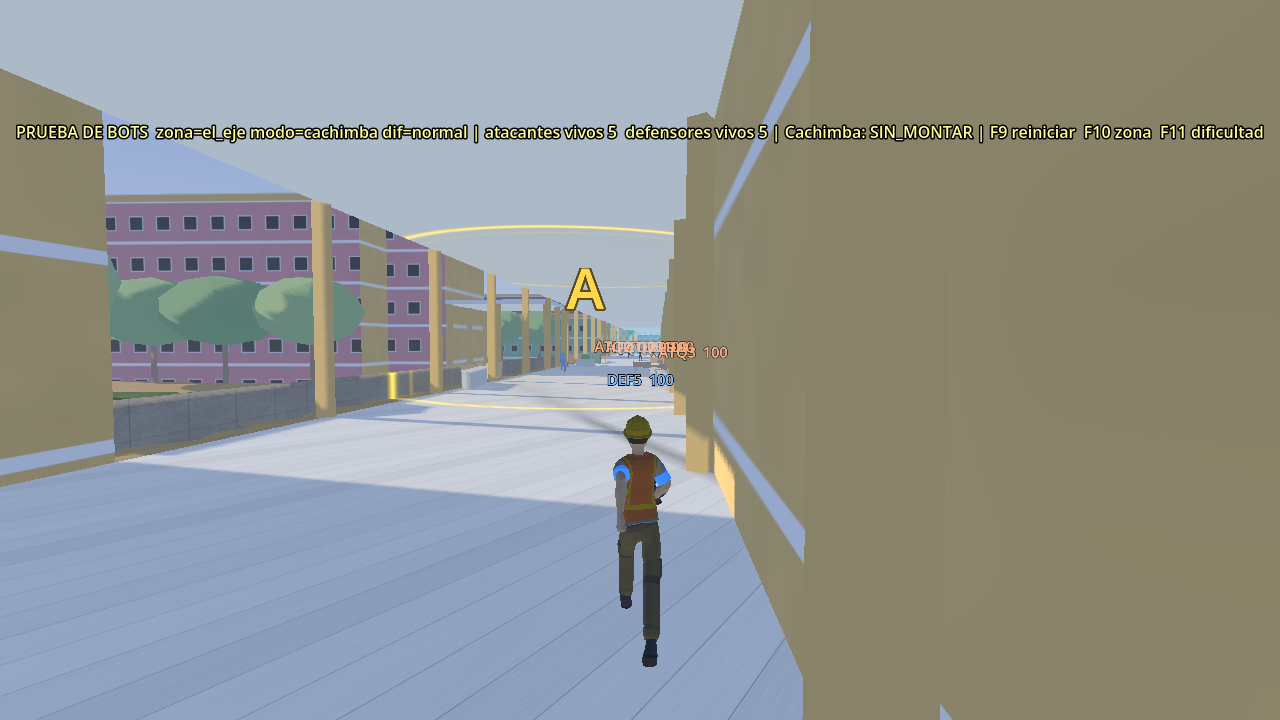 PRUEBA DE BOTS zona=el_eje modo=cachimba dif=normal | atacantes vivos 5 defensores vivos 5 | Cachimba: SIN_MONTAR | F9 reiniciar F10 zona F11 dificultad
A
ATQ3 100
DEF5 100